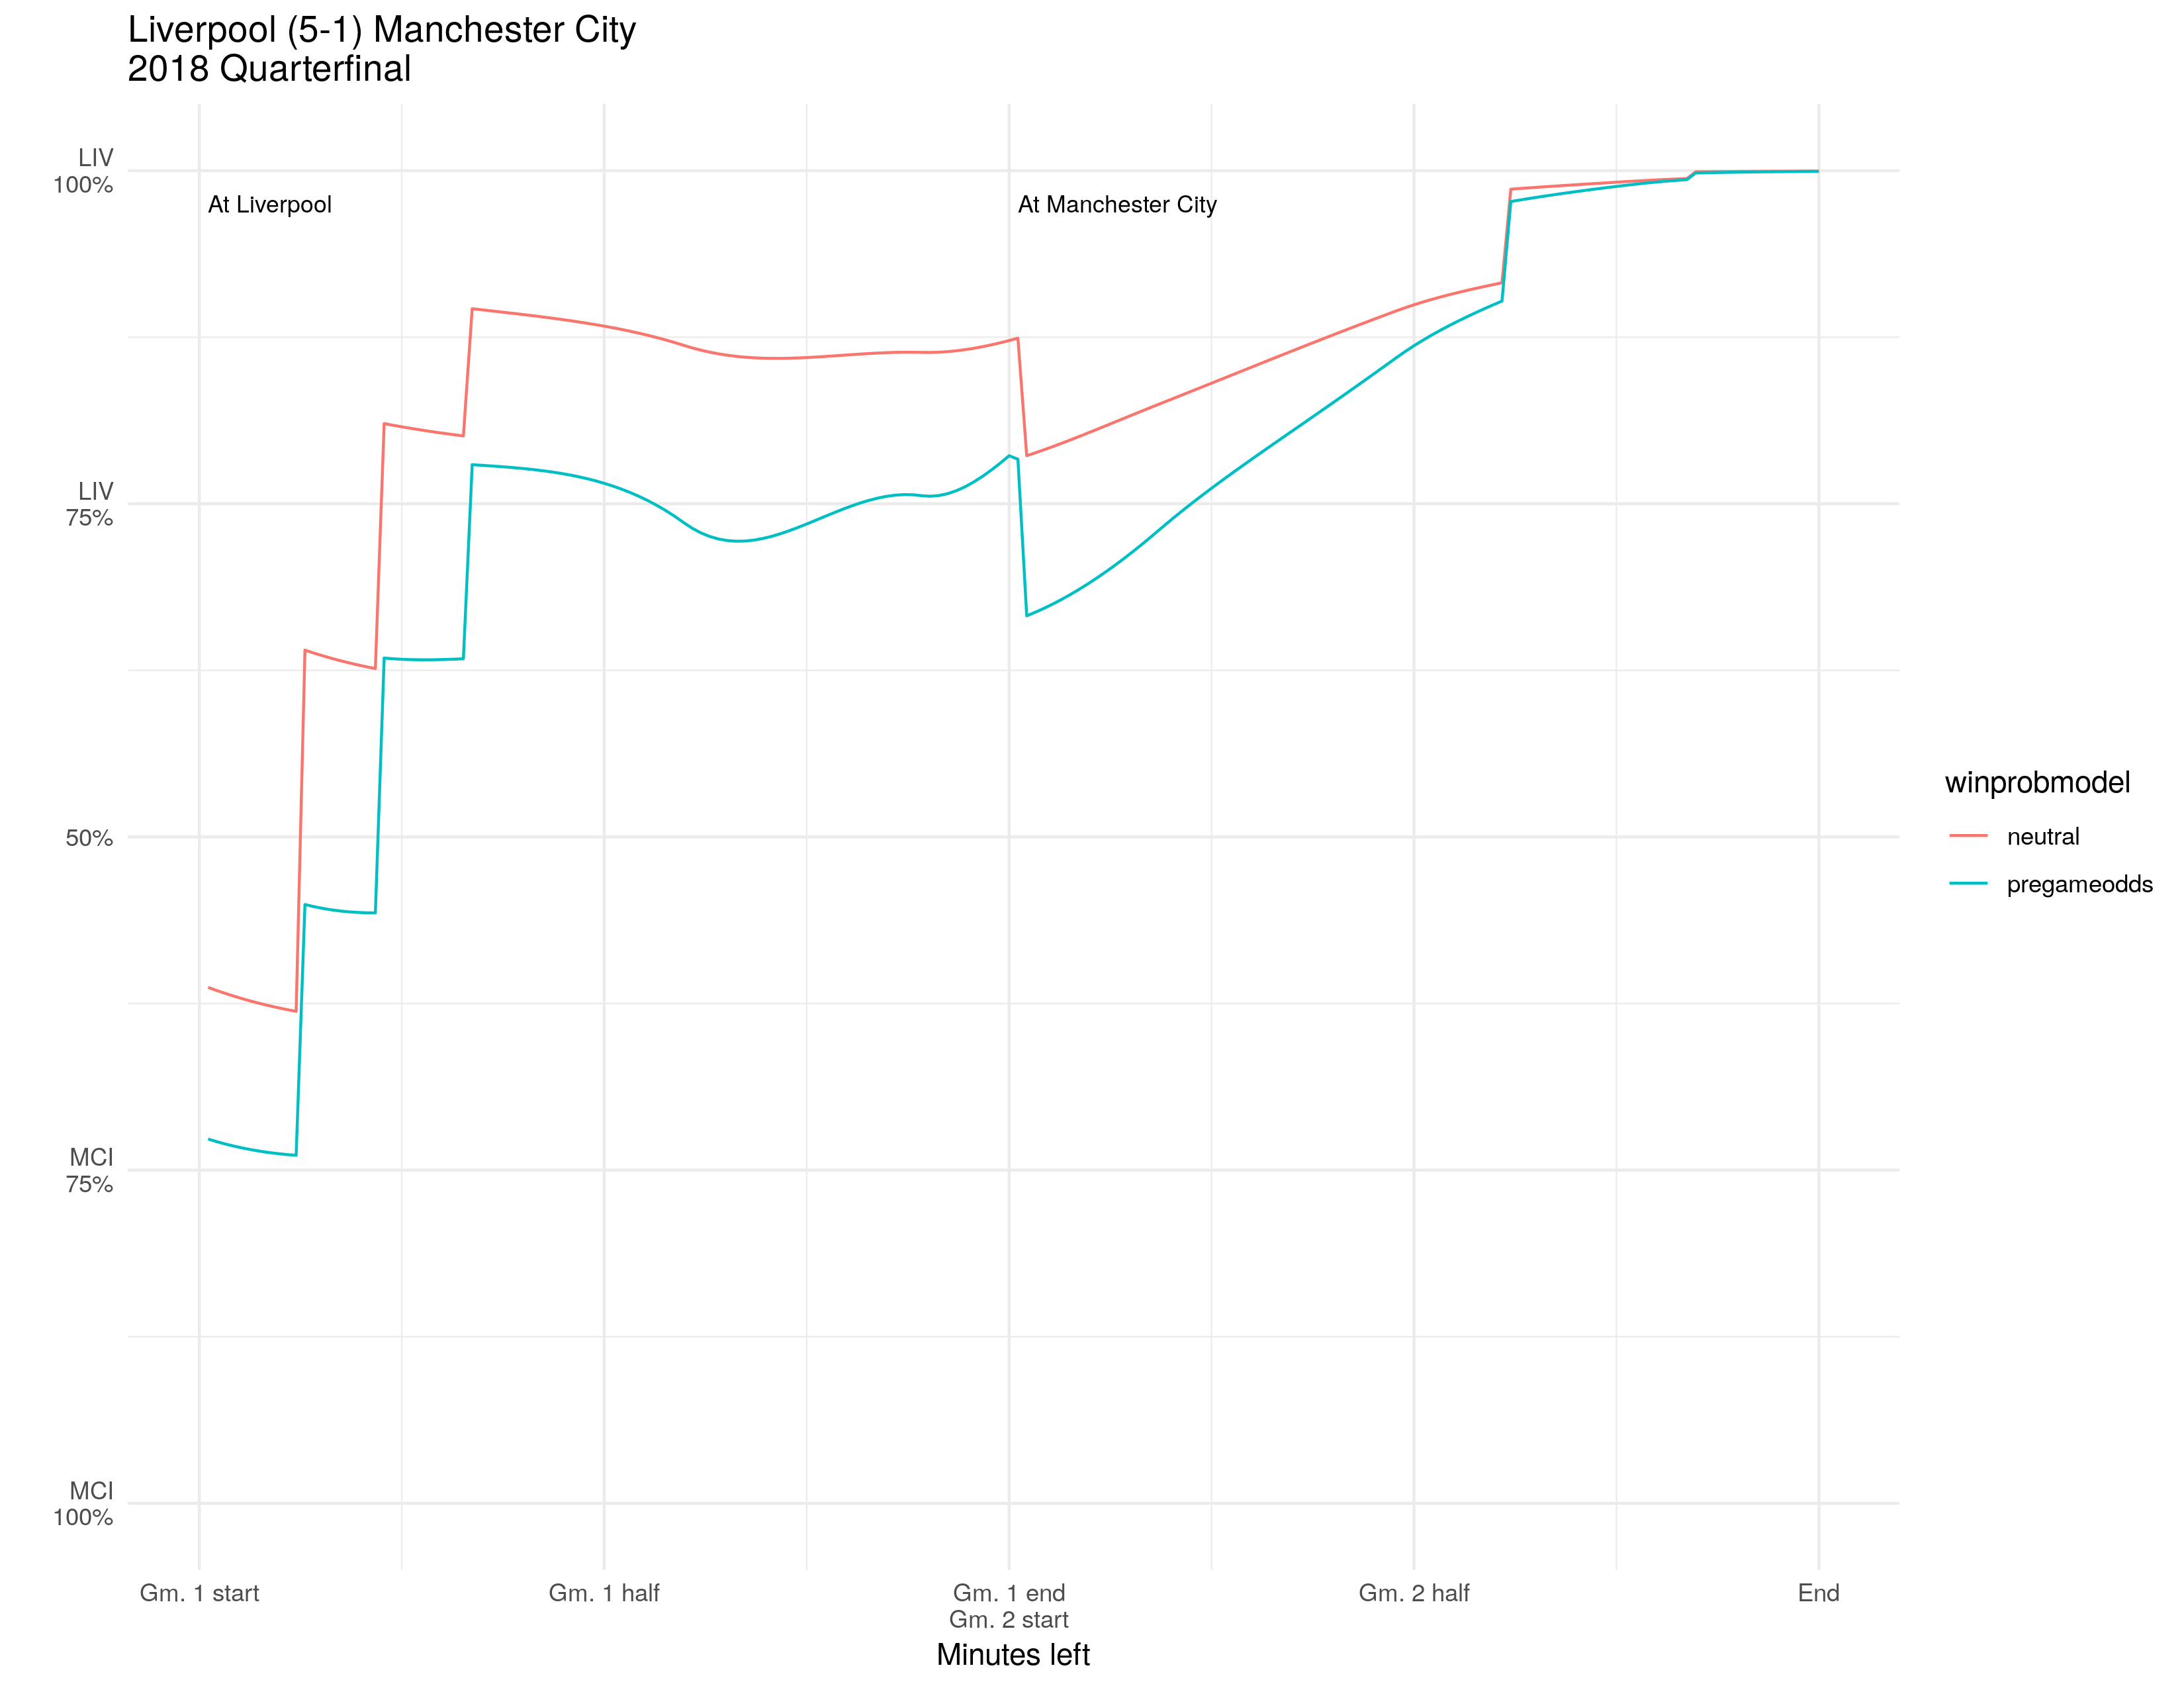 Liverpool (5-1) Manchester City
2018 Quarterfinal
LIV
100%
At Liverpool
At Manchester City
LIV
75%
50%
MCI
75%
MCI
100%
winprobmodel
neutral
pregameodds
Gm. 1 start
Gm. 1 half
Gm. 1 end
Gm. 2 start
Gm. 2 half
End
Minutes left